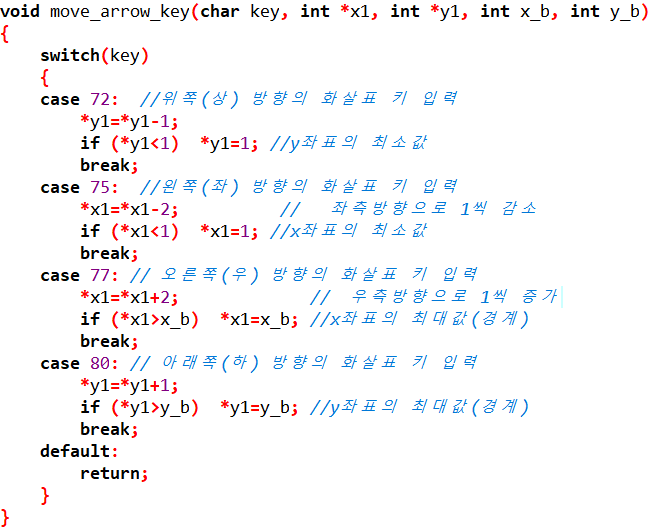 void move_arrow_key(char key, int *x1, int *y1, int x_b, int y_b)
{
    switch(key)
    {
    case 72:  //위쪽(상) 방향의 화살표 키 입력
        *y1=*y1-1;
        if (*y1<1)  *y1=1; //y좌표의 최소값
        break;
    case 75:  //왼쪽(좌) 방향의 화살표 키 입력
        *x1=*x1-2;          //   좌측방향으로 1씩 감소
        if (*x1<1)  *x1=1; //x좌표의 최소값
        break;
    case 77: // 오른쪽(우) 방향의 화살표 키 입력
        *x1=*x1+2;             //  우측방향으로 1씩 증가
        if (*x1>x_b)  *x1=x_b; //x좌표의 최대값(경계)
        break;
    case 80: // 아래쪽(하) 방향의 화살표 키 입력
        *y1=*y1+1;
        if (*y1>y_b)  *y1=y_b; //y좌표의 최대값(경계)
        break;
    default:
        return;
    }
}